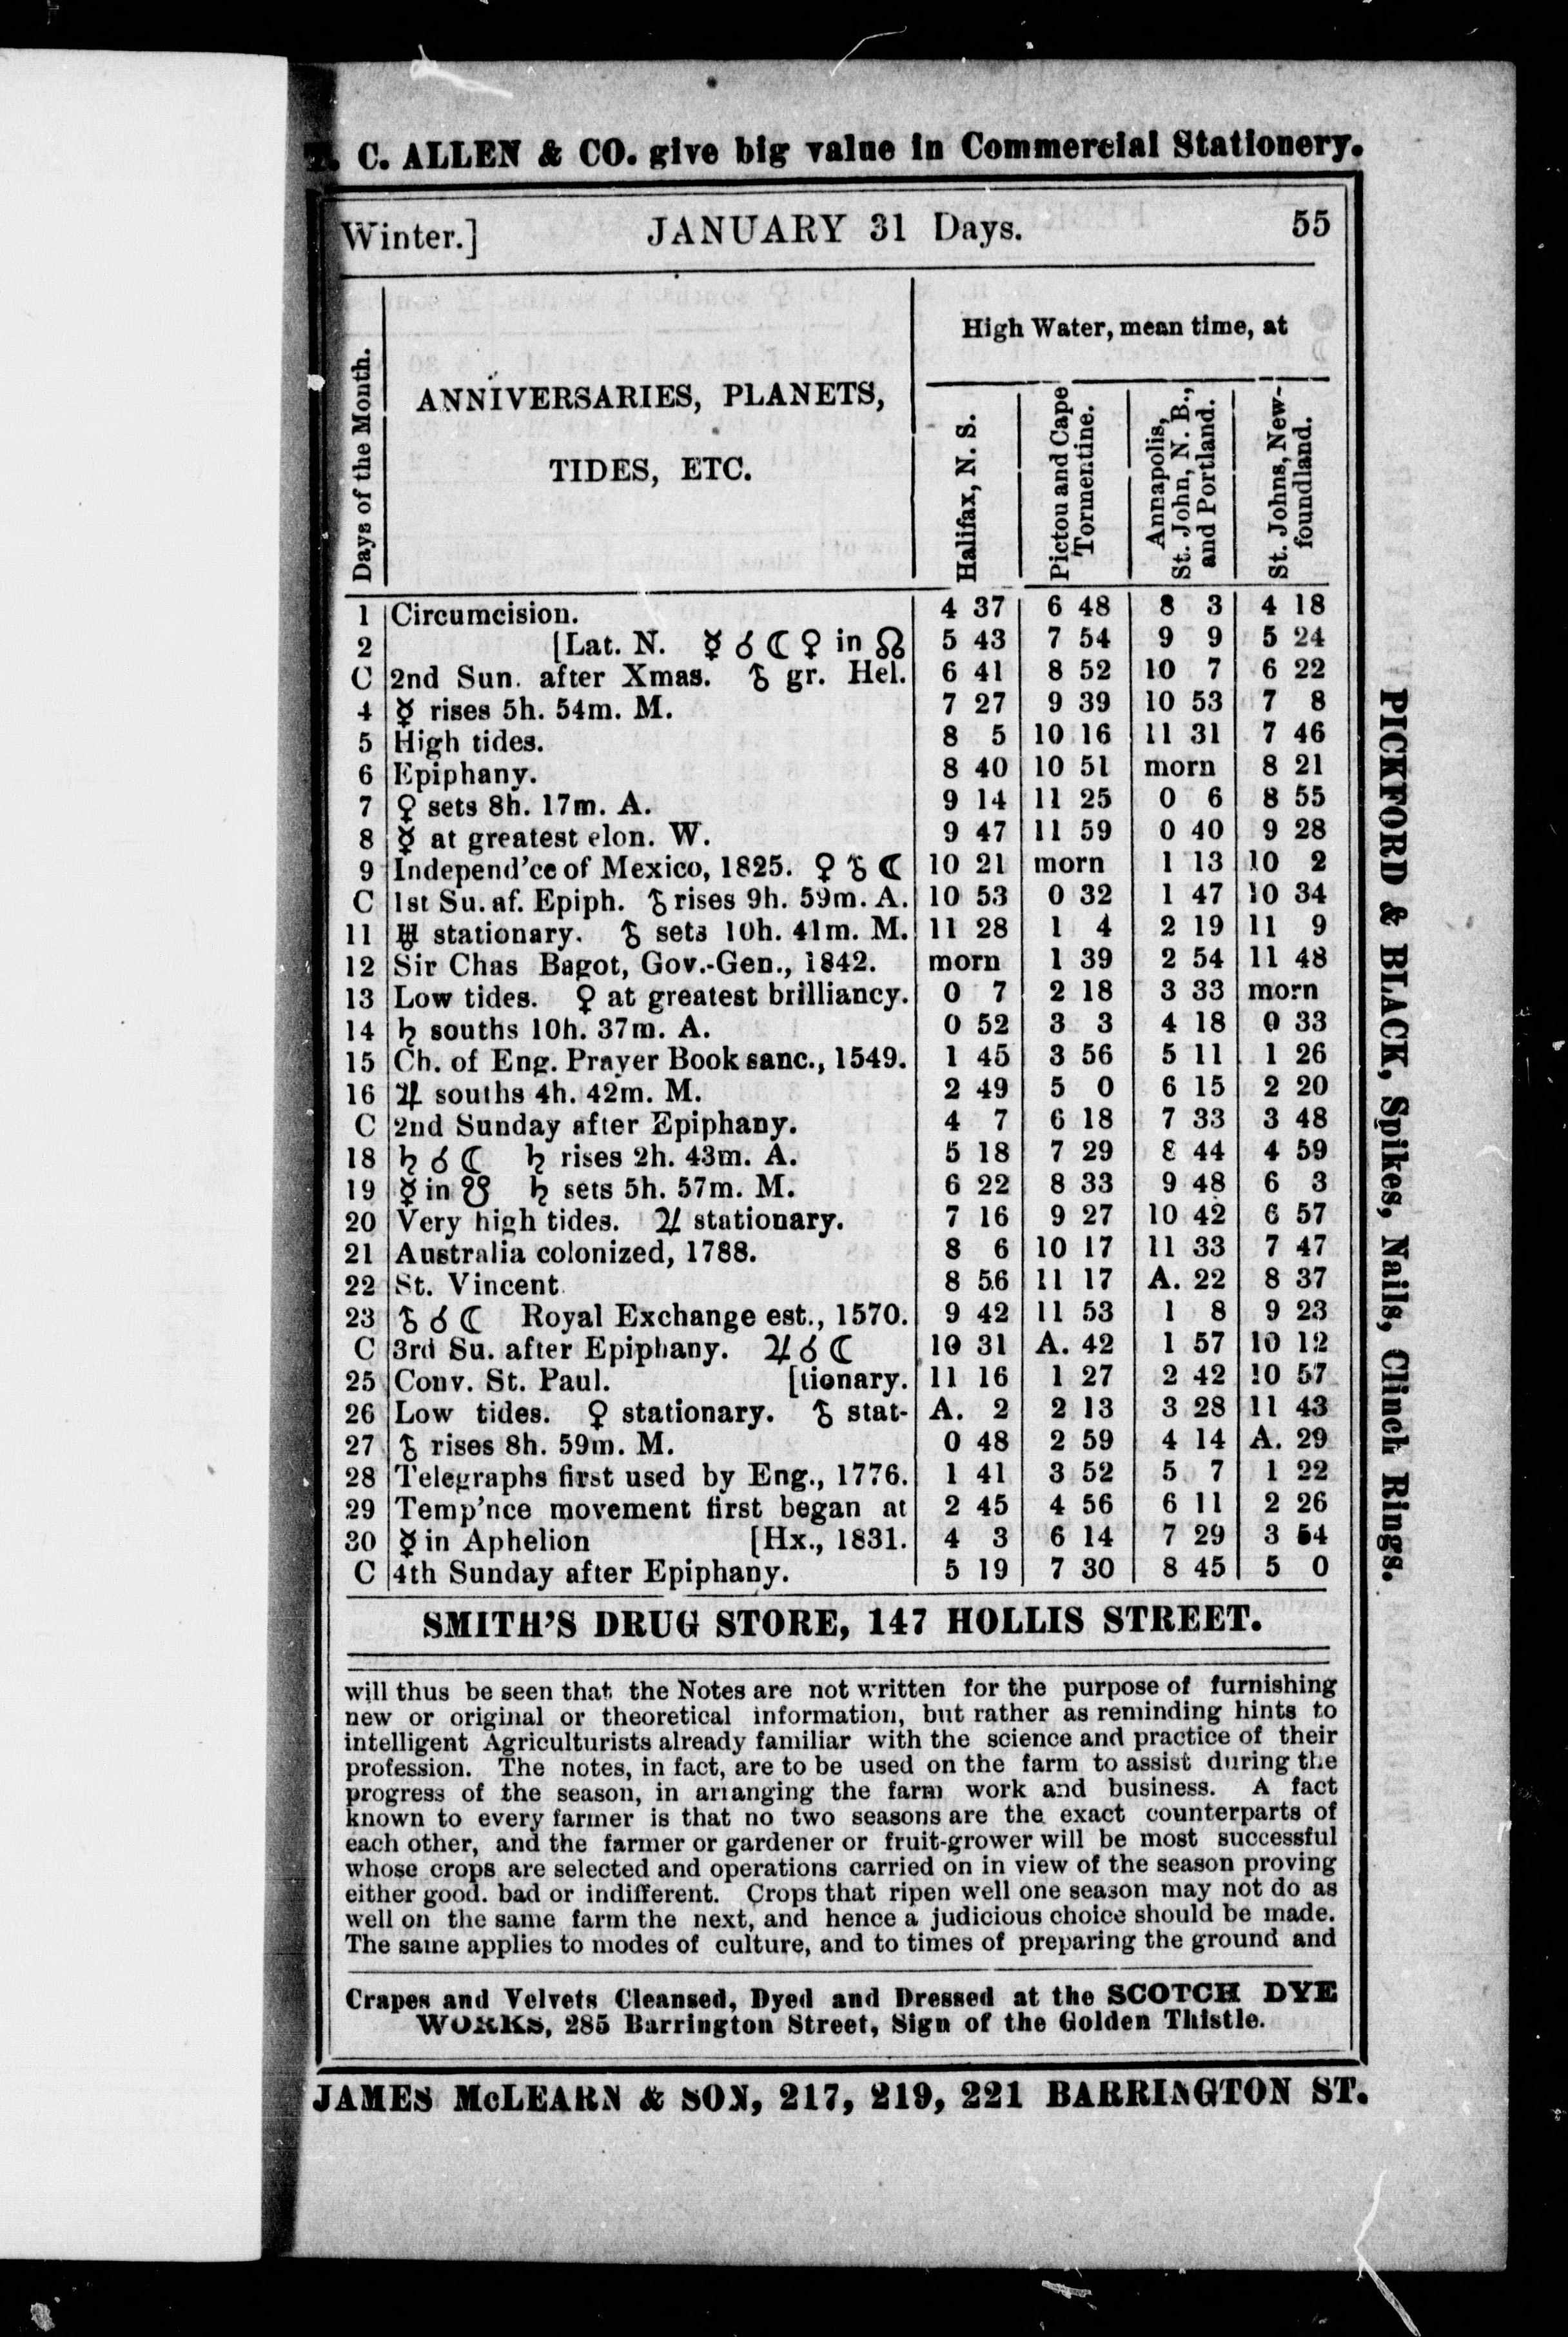 T. C. ALLEN & CO. give big value in Commercial Stationery.
Winter.] JANUARY 31 Days. 55
Days of the Month.
ANNIVERSARIES, PLANETS,
TIDES, ETC.
High Water, mean time, at
Halifax, N. S.
Pictou and Cape
Tormentine.
Annapolis,
St. John, N. B.,
and Portland.
St. Johns, New-
foundland.
1 Circumcision. 4 37 6 48 8 3 4 18
2 [Lat. N. ☿ ☌ ☾ ♀ in ☊ 5 43 7 54 9 9 5 24
C 2nd Sun. after Xmas. ♂ gr. Hel. 6 41 8 52 10 7 6 22
4 ☿ rises 5h. 54m. M. 7 27 9 39 10 53 7 8
5 High tides. 8 5 10 16 11 31 7 46
6 Epiphany. 8 40 10 51 morn 8 21
7 ♀ sets 8h. 17m. A. 9 14 11 25 0 6 8 55
8 ☿ at greatest elon. W. 9 47 11 59 0 40 9 28
9 Independ'ce of Mexico, 1825. ♀ ♂ ☾ 10 21 morn 1 13 10 2
C 1st Su. af. Epiph. ♂ rises 9h. 59m. A. 10 53 0 32 1 47 10 34
11 ♅ stationary. ♂ sets 10h. 41m. M. 11 28 1 4 2 19 11 9
12 Sir Chas Bagot, Gov.-Gen., 1842. morn 1 39 2 54 11 48
13 Low tides. ♀ at greatest brilliancy. 0 7 2 18 3 33 morn
14 ♄ souths 10h. 37m. A. 0 52 3 3 4 18 0 33
15 Ch. of Eng. Prayer Book sanc., 1549. 1 45 3 56 5 11 1 26
16 ♃ souths 4h. 42m. M. 2 49 5 0 6 15 2 20
C 2nd Sunday after Epiphany. 4 7 6 18 7 33 3 48
18 ♄ ☌ ☾ ♄ rises 2h. 43m. A. 5 18 7 29 8 44 4 59
19 ☿ in ☋ ♄ sets 5h. 57m. M. 6 22 8 33 9 48 6 3
20 Very high tides. ♃ stationary. 7 16 9 27 10 42 6 57
21 Australia colonized, 1788. 8 6 10 17 11 33 7 47
22 St. Vincent 8 56 11 17 A. 22 8 37
23 ♂ ☌ ☾ Royal Exchange est., 1570. 9 42 11 53 1 8 9 23
C 3rd Su. after Epiphany. ♃ ☌ ☾ 10 31 A. 42 1 57 10 12
25 Conv. St. Paul. [tionary. 11 16 1 27 2 42 10 57
26 Low tides. ♀ stationary. ♂ stat- A. 2 2 13 3 28 11 43
27 ♂ rises 8h. 59m. M. 0 48 2 59 4 14 A. 29
28 Telegraphs first used by Eng., 1776. 1 41 3 52 5 7 1 22
29 Temp'nce movement first began at 2 45 4 56 6 11 2 26
30 ☿ in Aphelion [Hx., 1831. 4 3 6 14 7 29 3 54
C 4th Sunday after Epiphany. 5 19 7 30 8 45 5 0
SMITH'S DRUG STORE, 147 HOLLIS STREET.
will thus be seen that the Notes are not written for the purpose of furnishing
new or original or theoretical information, but rather as reminding hints to
intelligent Agriculturists already familiar with the science and practice of their
profession. The notes, in fact, are to be used on the farm to assist during the
progress of the season, in arranging the farm work and business. A fact
known to every farmer is that no two seasons are the exact counterparts of
each other, and the farmer or gardener or fruit-grower will be most successful
whose crops are selected and operations carried on in view of the season proving
either good. bad or indifferent. Crops that ripen well one season may not do as
well on the same farm the next, and hence a judicious choice should be made.
The same applies to modes of culture, and to times of preparing the ground and
Crapes and Velvets Cleansed, Dyed and Dressed at the SCOTCH DYE
WORKS, 285 Barrington Street, Sign of the Golden Thistle.
JAMES McLEARN & SON, 217, 219, 221 BARRINGTON ST.
PICKFORD & BLACK, Spikes, Nails, Clinch Rings.